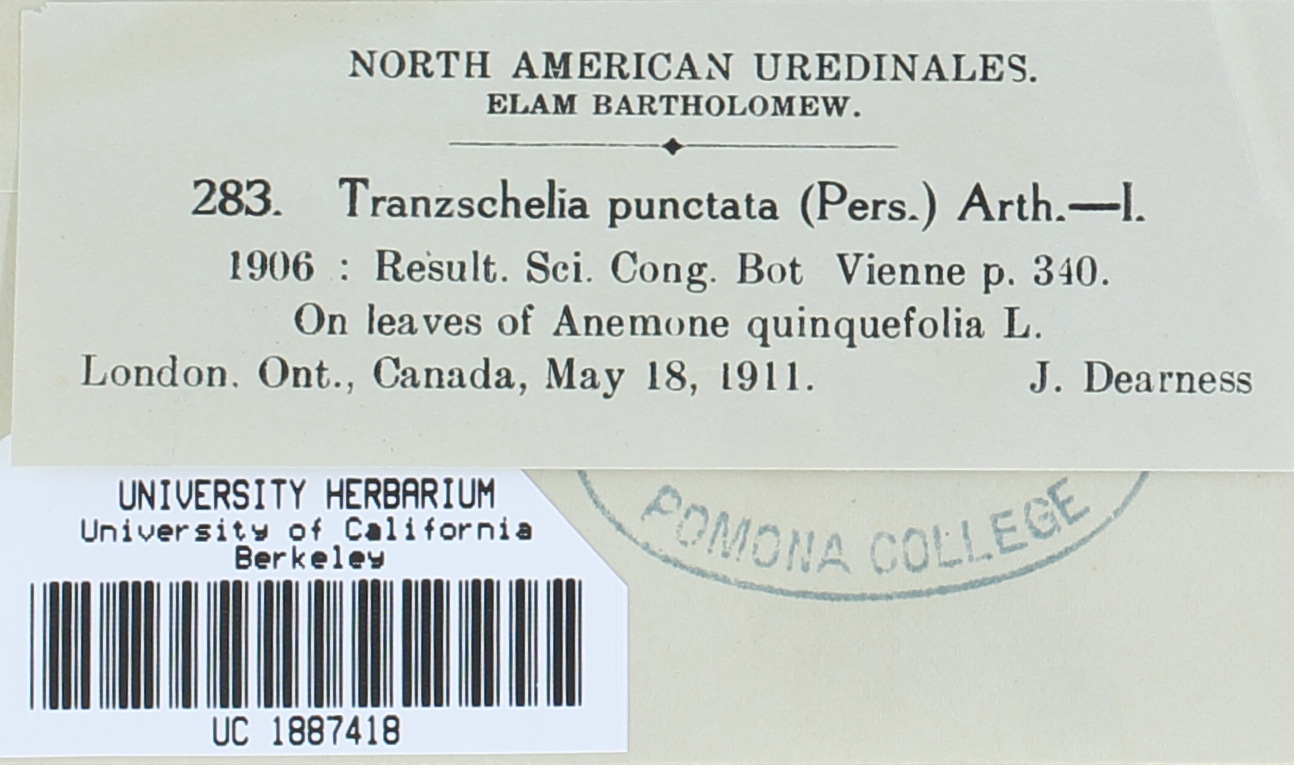 NORTH AMERICAN UREDINALES.
ELAM BARTHOLOMEW.
283. Tranzschelia punctata (Pers.) Arth.—I.
1906 : Result. Sci. Cong. Bot Vienne p. 340.
On leaves of Anemone quinquefolia L.
London. Ont., Canada, May 18, 1911. J. Dearness
UNIVERSITY HERBARIUM
University of California
Berkeley
UC 1887418
POMONA COLLEGE